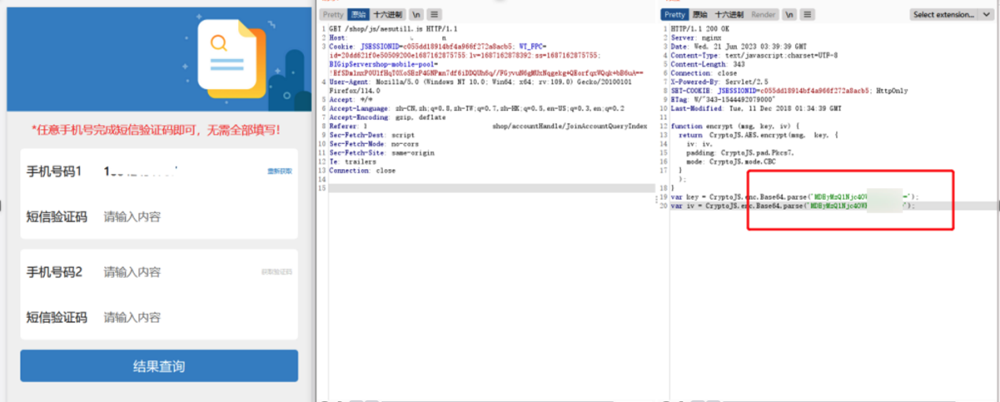 *任意手机号完成短信验证码即可，无需全部填写！
手机号码1
重新获取
短信验证码 请输入内容
手机号码2 请输入内容
获取验证码
短信验证码 请输入内容
结果查询
Pretty 原始 十六进制 \n
1 GET /shop/js/aesutill.js HTTP/1.1
2 Host:
3 Cookie: JSESSIONID=c055dd18914bf4a966f272a8acb5; WT_FPC=
id=20dd621f0e50509200e1687162875755:lv=1687162878392:ss=1687162875755;
BIGipServershop-mobile-pool=
4 User-Agent: Mozilla/5.0 (Windows NT 10.0; Win64; x64; rv:109.0) Gecko/20100101
Firefox/114.0
5 Accept: */*
6 Accept-Language: zh-CN,zh;q=0.8,zh-TW;q=0.7,zh-HK;q=0.5,en-US;q=0.3,en;q=0.2
7 Accept-Encoding: gzip, deflate
8 Referer: shop/accountHandle/JoinAccountQueryIndex
9 Sec-Fetch-Dest: script
10 Sec-Fetch-Mode: no-cors
11 Sec-Fetch-Site: same-origin
12 Te: trailers
13 Connection: close
14
15
Pretty 原始 十六进制 Render \n Select extension...
1 HTTP/1.1 200 OK
2 Server: nginx
3 Date: Wed, 21 Jun 2023 03:39:39 GMT
4 Content-Type: text/javascript;charset=UTF-8
5 Content-Length: 343
6 Connection: close
7 X-Powered-By: Servlet/2.5
8 SET-COOKIE: JSESSIONID=c055dd18914bf4a966f272a8acb5; HttpOnly
9 ETag: W/"343-1544492079000"
10 Last-Modified: Tue, 11 Dec 2018 01:34:39 GMT
11
12 function encrypt (msg, key, iv) {
13 return CryptoJS.AES.encrypt(msg, key, {
14 iv: iv,
15 padding: CryptoJS.pad.Pkcs7,
16 mode: CryptoJS.mode.CBC
17 }
);
18 }
19 var key = CryptoJS.enc.Base64.parse("
20 var iv = CryptoJS.enc.Base64.parse("